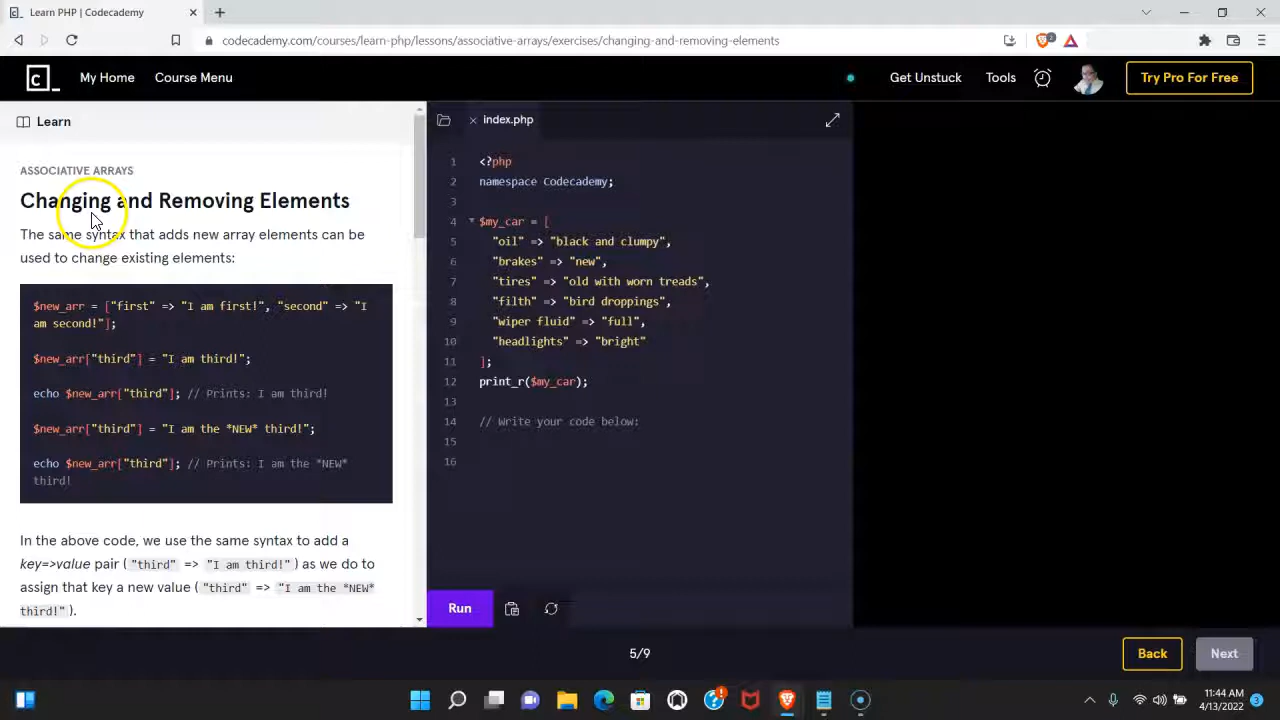 Learn PHP | Codecademy
codecademy.com/courses/learn-php/lessons/associative-arrays/exercises/changing-and-removing-elements
2
C_
My Home
Course Menu
Get Unstuck
Tools
Try Pro For Free
Learn
index.php
ASSOCIATIVE ARRAYS
Changing and Removing Elements
The same syntax that adds new array elements can be
used to change existing elements:
$new_arr = ["first" => "I am first!", "second" => "I
am second!"];
$new_arr["third"] = "I am third!";
echo $new_arr["third"]; // Prints: I am third!
$new_arr["third"] = "I am the *NEW* third!";
echo $new_arr["third"]; // Prints: I am the *NEW*
third!
In the above code, we use the same syntax to add a
key=>value pair ( "third" => "I am third!" ) as we do to
assign that key a new value ( "third" => "I am the *NEW*
third!" ).
1 <?php
2 namespace Codecademy;
3
4 $my_car = [
5 "oil" => "black and clumpy",
6 "brakes" => "new",
7 "tires" => "old with worn treads",
8 "filth" => "bird droppings",
9 "wiper fluid" => "full",
10 "headlights" => "bright"
11 ];
12 print_r($my_car);
13
14 // Write your code below:
15
16
Run
5/9
Back
Next
11:44 AM
4/13/2022
3